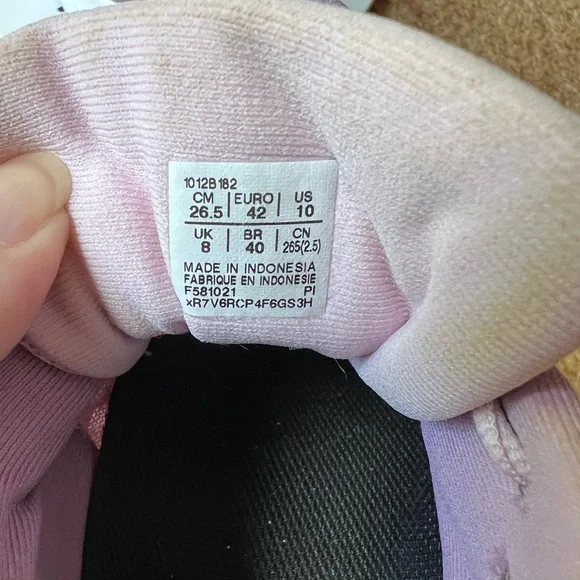 1012B182
CM | EURO | US
26.5 | 42 | 10
UK | BR | CN
8 | 40 | 265(2.5)
MADE IN INDONESIA
FABRIQUE EN INDONESIE
F581021 PI
xR7V6RCP4F6GS3H